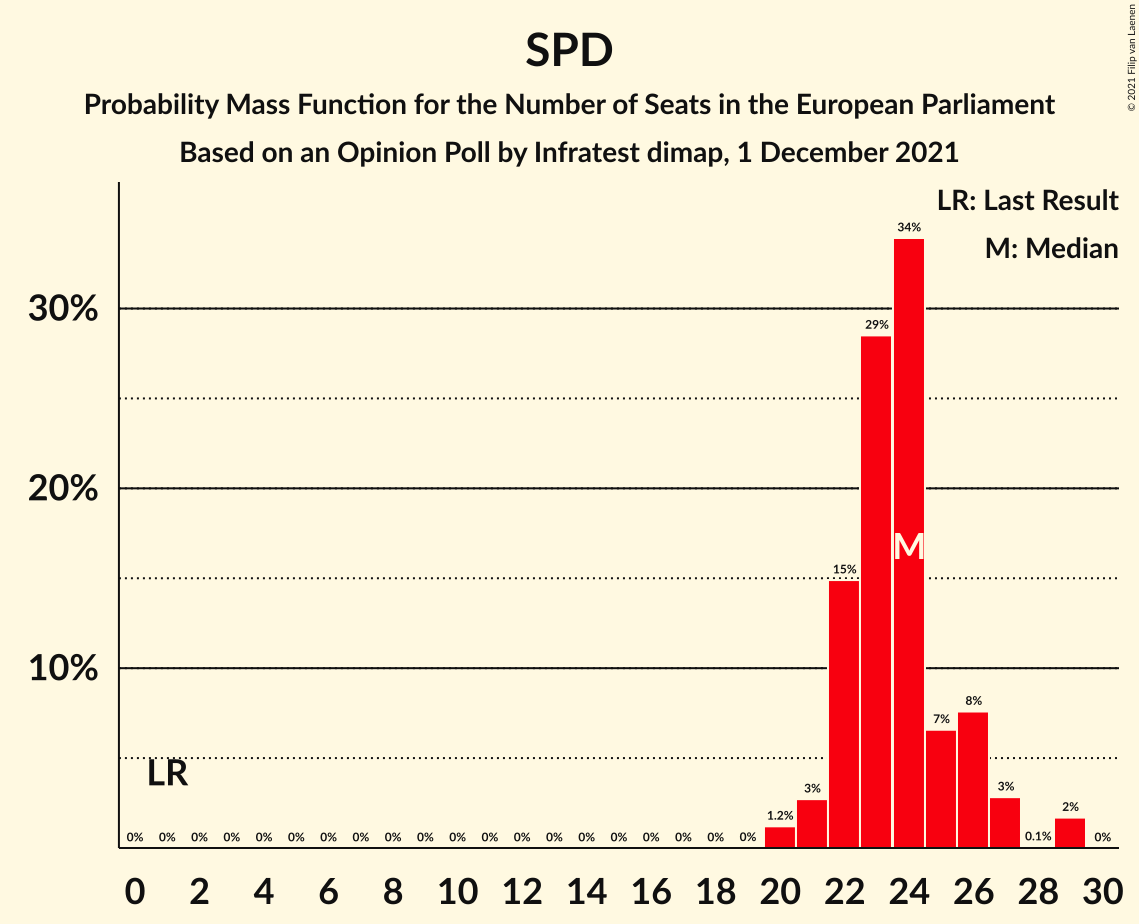 SPD
Probability Mass Function for the Number of Seats in the European Parliament
Based on an Opinion Poll by Infratest dimap, 1 December 2021
© 2021 Filip van Laenen
LR: Last Result
M: Median
34%
30%
29%
20%
M
15%
10%
8%
7%
LR
3%
3%
2%
1.2%
0% 0% 0% 0% 0% 0% 0% 0% 0% 0% 0% 0% 0% 0% 0% 0% 0% 0% 0% 0% 0.1% 0%
0 2 4 6 8 10 12 14 16 18 20 22 24 26 28 30